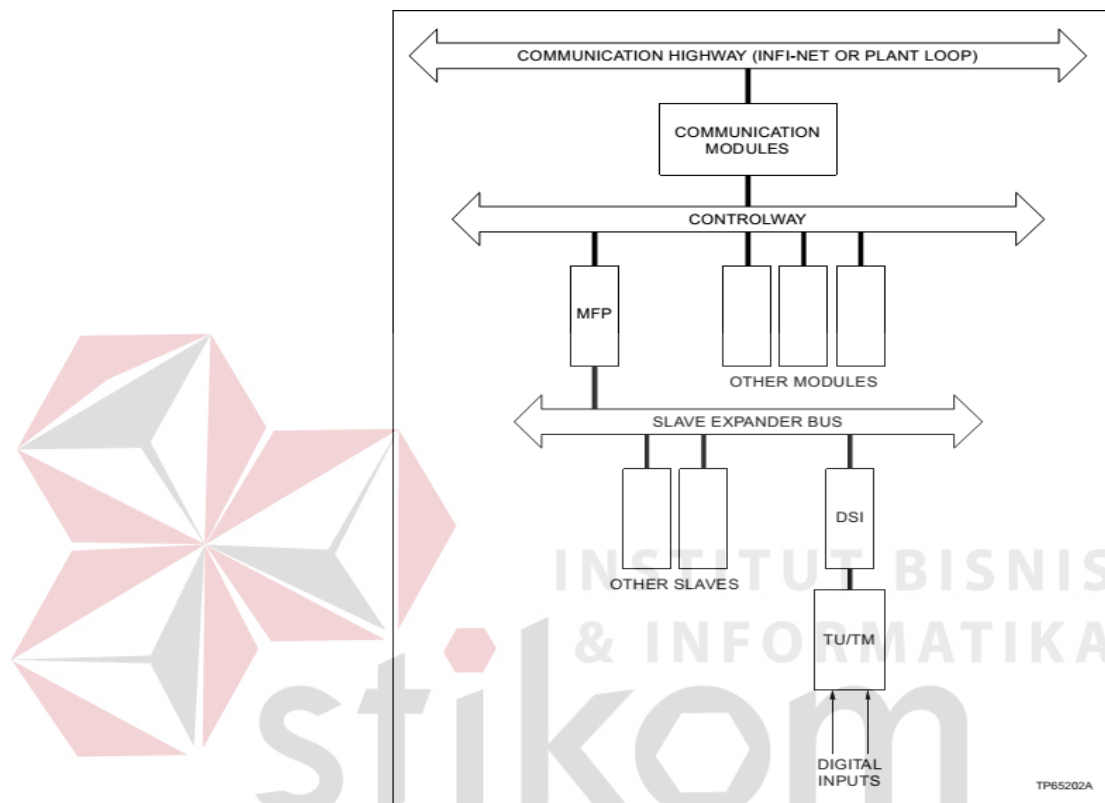 COMMUNICATION HIGHWAY (INFI-NET OR PLANT LOOP)
COMMUNICATION
MODULES
CONTROLWAY
MFP
OTHER MODULES
SLAVE EXPANDER BUS
DSI
OTHER SLAVES
TU/TM
DIGITAL
INPUTS
TP65202A
INSTITUT BISNIS
& INFORMATIKA
stikom